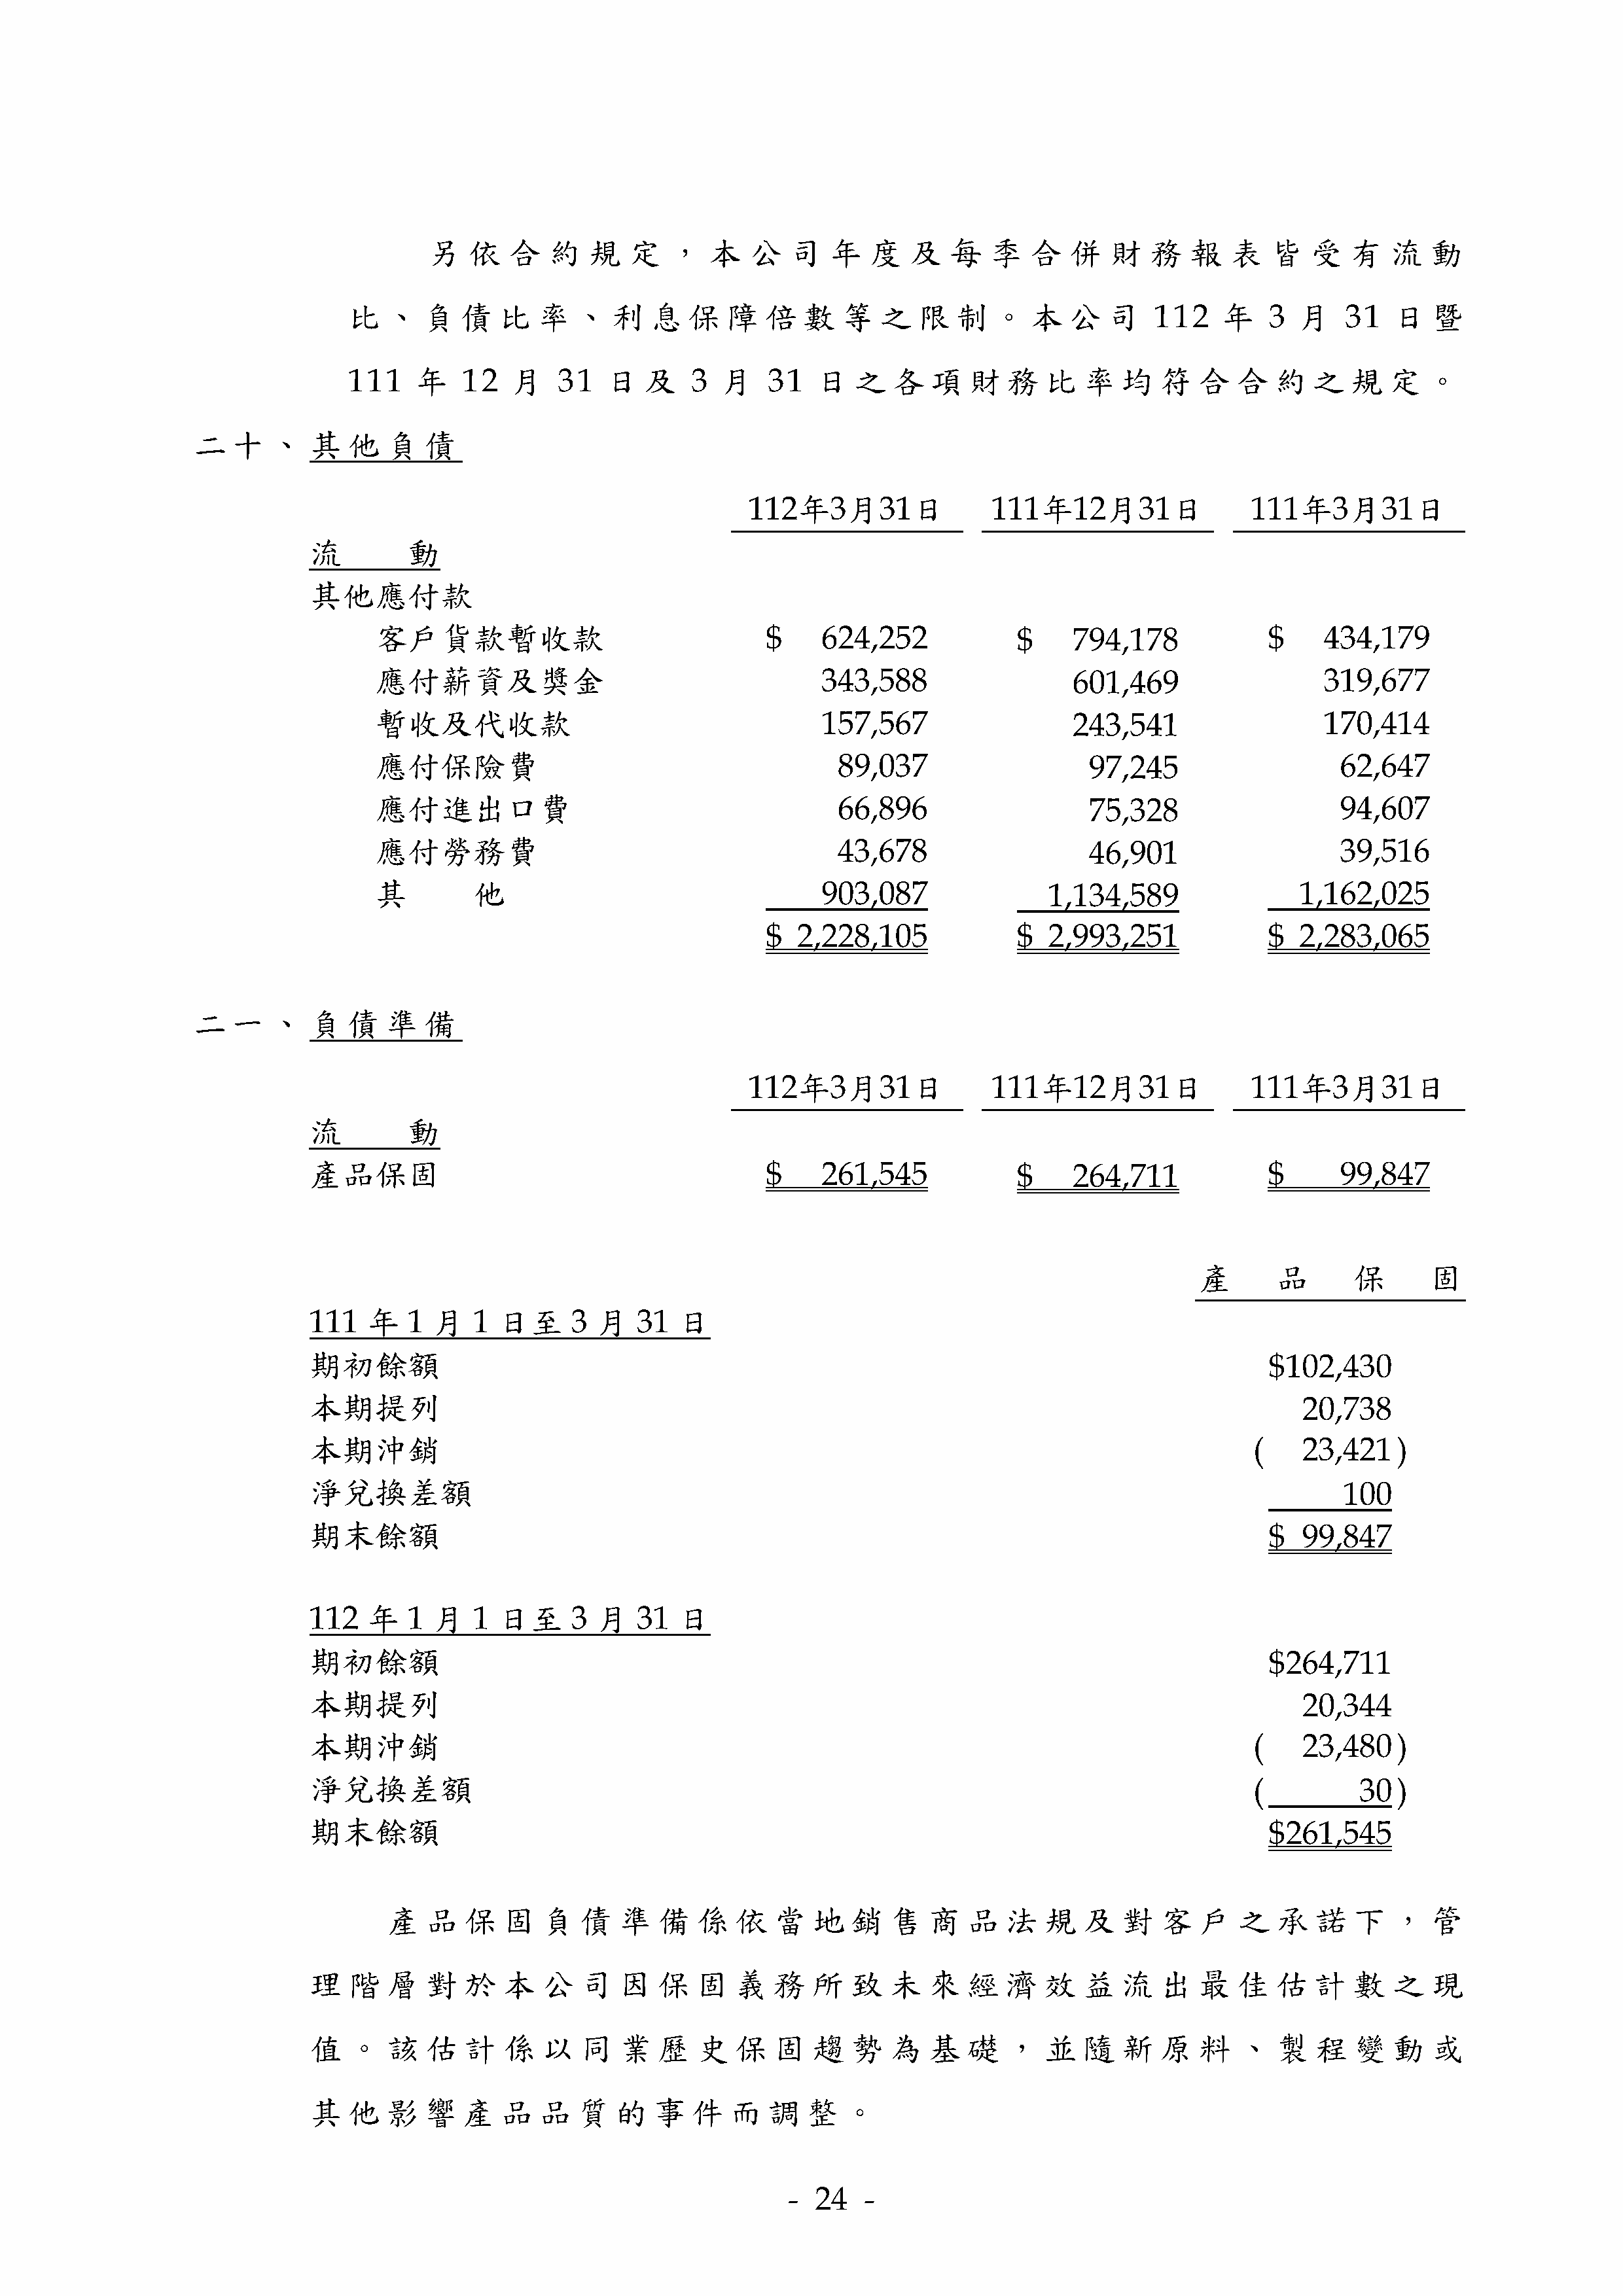 另依合約規定，本公司年度及每季合併財務報表皆受有流動
比、負債比率、利息保障倍數等之限制。本公司 112 年 3 月 31 日暨
111 年 12 月 31 日及 3 月 31 日之各項財務比率均符合合約之規定。
二十、其他負債
112年3月31日 111年12月31日 111年3月31日
流 動
其他應付款
客戶貨款暫收款 $ 624,252 $ 794,178 $ 434,179
應付薪資及獎金 343,588 601,469 319,677
暫收及代收款 157,567 243,541 170,414
應付保險費 89,037 97,245 62,647
應付進出口費 66,896 75,328 94,607
應付勞務費 43,678 46,901 39,516
其 他 903,087 1,134,589 1,162,025
$ 2,228,105 $ 2,993,251 $ 2,283,065
二一、負債準備
112年3月31日 111年12月31日 111年3月31日
流 動
產品保固 $ 261,545 $ 264,711 $ 99,847
產 品 保 固
111 年 1 月 1 日至 3 月 31 日
期初餘額 $102,430
本期提列 20,738
本期沖銷 ( 23,421)
淨兌換差額 100
期末餘額 $ 99,847
112 年 1 月 1 日至 3 月 31 日
期初餘額 $264,711
本期提列 20,344
本期沖銷 ( 23,480)
淨兌換差額 ( 30)
期末餘額 $261,545
產品保固負債準備係依當地銷售商品法規及對客戶之承諾下，管
理階層對於本公司因保固義務所致未來經濟效益流出最佳估計數之現
值。該估計係以同業歷史保固趨勢為基礎，並隨新原料、製程變動或
其他影響產品品質的事件而調整。
- 24 -